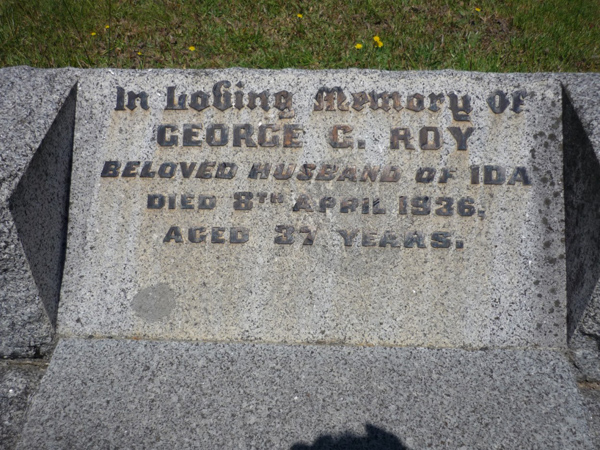 In Loving Memory of
GEORGE C. ROY
BELOVED HUSBAND OF IDA
DIED 8TH APRIL 1936.
AGED 37 YEARS.